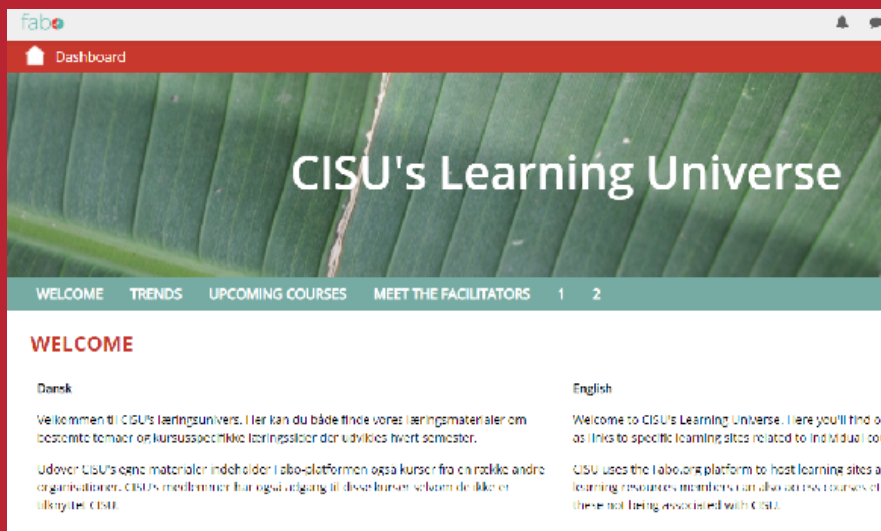 fabo
Dashboard
CISU's Learning Universe
WELCOME TRENDS UPCOMING COURSES MEET THE FACILITATORS 1 2
WELCOME
Dansk
Velkommen til CISU's læringsunivers. Her kan du både finde vores læringsmaterialer om
bestemte temaer og kursusspecifikke læringssider der udvikles hvert semester.
Udover CISU's egne materialer indeholder Fabo-platformen også kurser fra en række andre
organisationer. CISU's medlemmer har også adgang til disse kurser selvom de ikke er
tilknyttet CISU.
English
Welcome to CISU's Learning Universe. Here you'll find o
as links to specific learning sites related to individual co
CISU uses the Fabo.org platform to host learning sites a
learning resources members can also access courses
these not being associated with CISU.